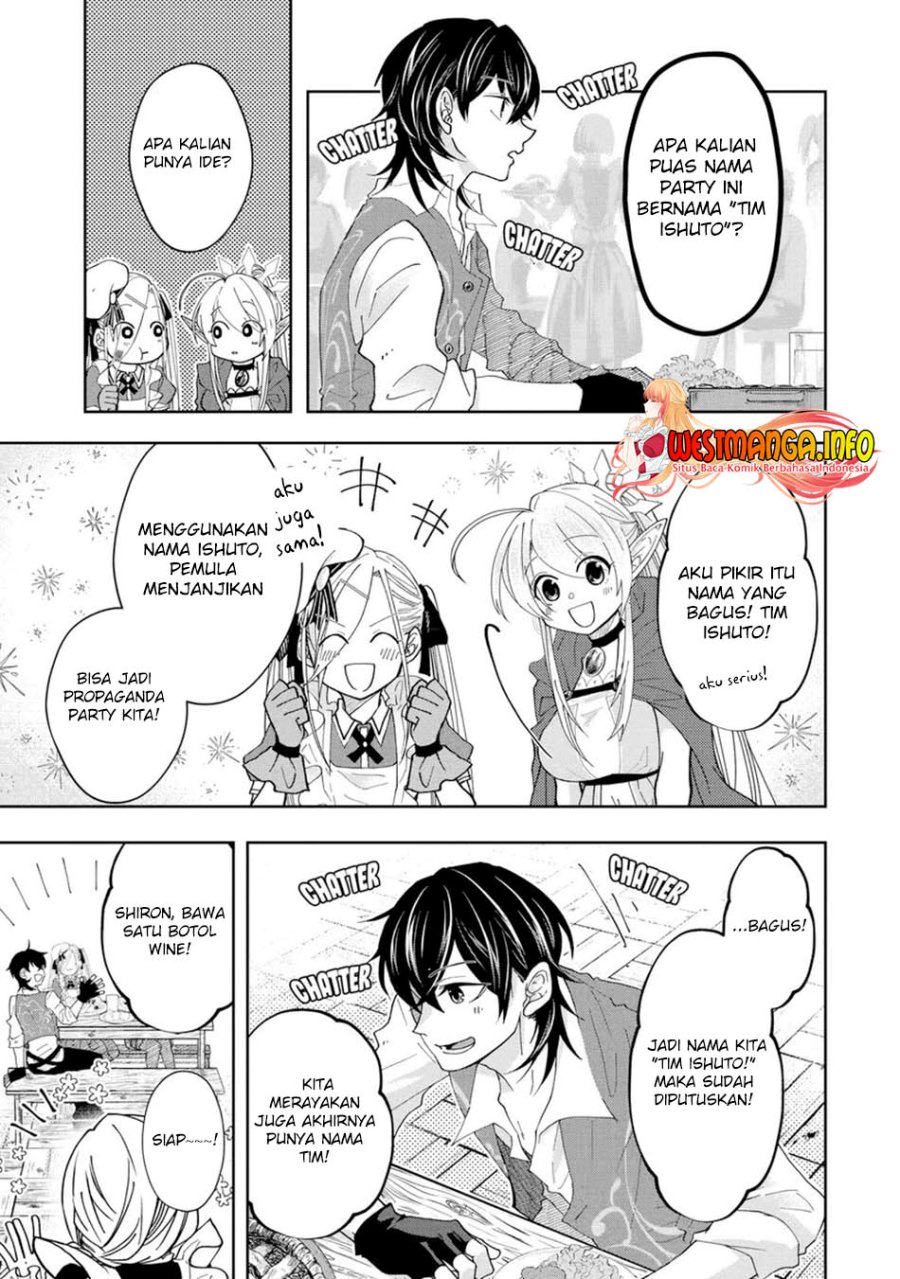 CHATTER
CHATTER
CHATTER
APA KALIAN
PUAS NAMA
PARTY INI
BERNAMA "TIM
ISHUTO"?
APA KALIAN
PUNYA IDE?
WESTMANGA.INFO
Situs Baca Komik Berbahasa Indonesia
AKU PIKIR ITU
NAMA YANG
BAGUS! TIM
ISHUTO!
aku serius!
aku
juga
sama!
MENGGUNAKAN
NAMA ISHUTO,
PEMULA
MENJANJIKAN
BISA JADI
PROPAGANDA
PARTY KITA!
CHATTER
CHATTER
CHATTER
...BAGUS!
JADI NAMA KITA
"TIM ISHUTO!"
MAKA SUDAH
DIPUTUSKAN!
KITA
MERAYAKAN
JUGA AKHIRNYA
PUNYA NAMA
TIM!
SHIRON, BAWA
SATU BOTOL
WINE!
SIAP~~~!